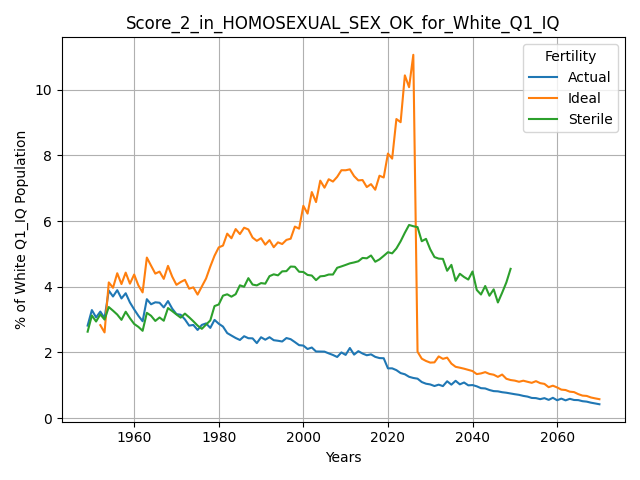 Score_2_in_HOMOSEXUAL_SEX_OK_for_White_Q1_IQ
% of White Q1_IQ Population
10
8
6
4
2
0
Fertility
Actual
Ideal
Sterile
1960 1980 2000 2020 2040 2060
Years